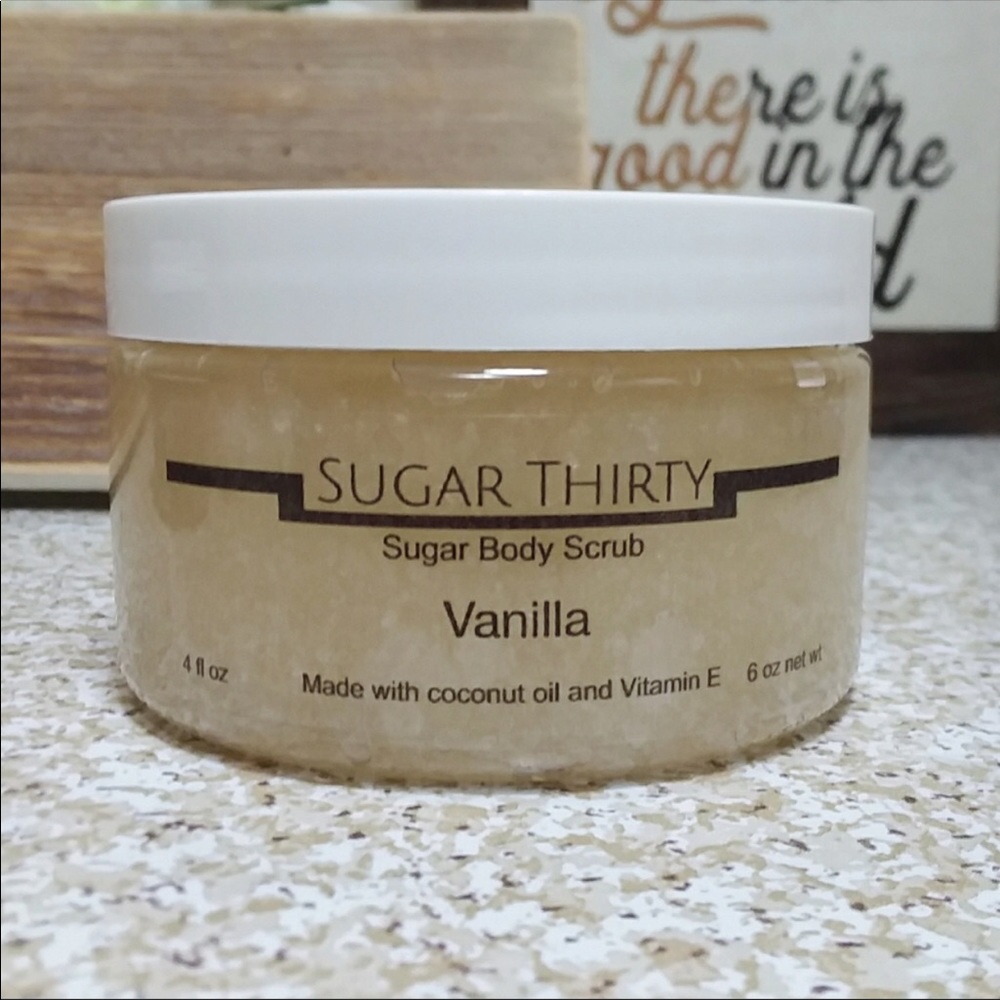 there is
good in the
SUGAR THIRTY
Sugar Body Scrub
Vanilla
4 fl oz Made with coconut oil and Vitamin E 6 oz net wt